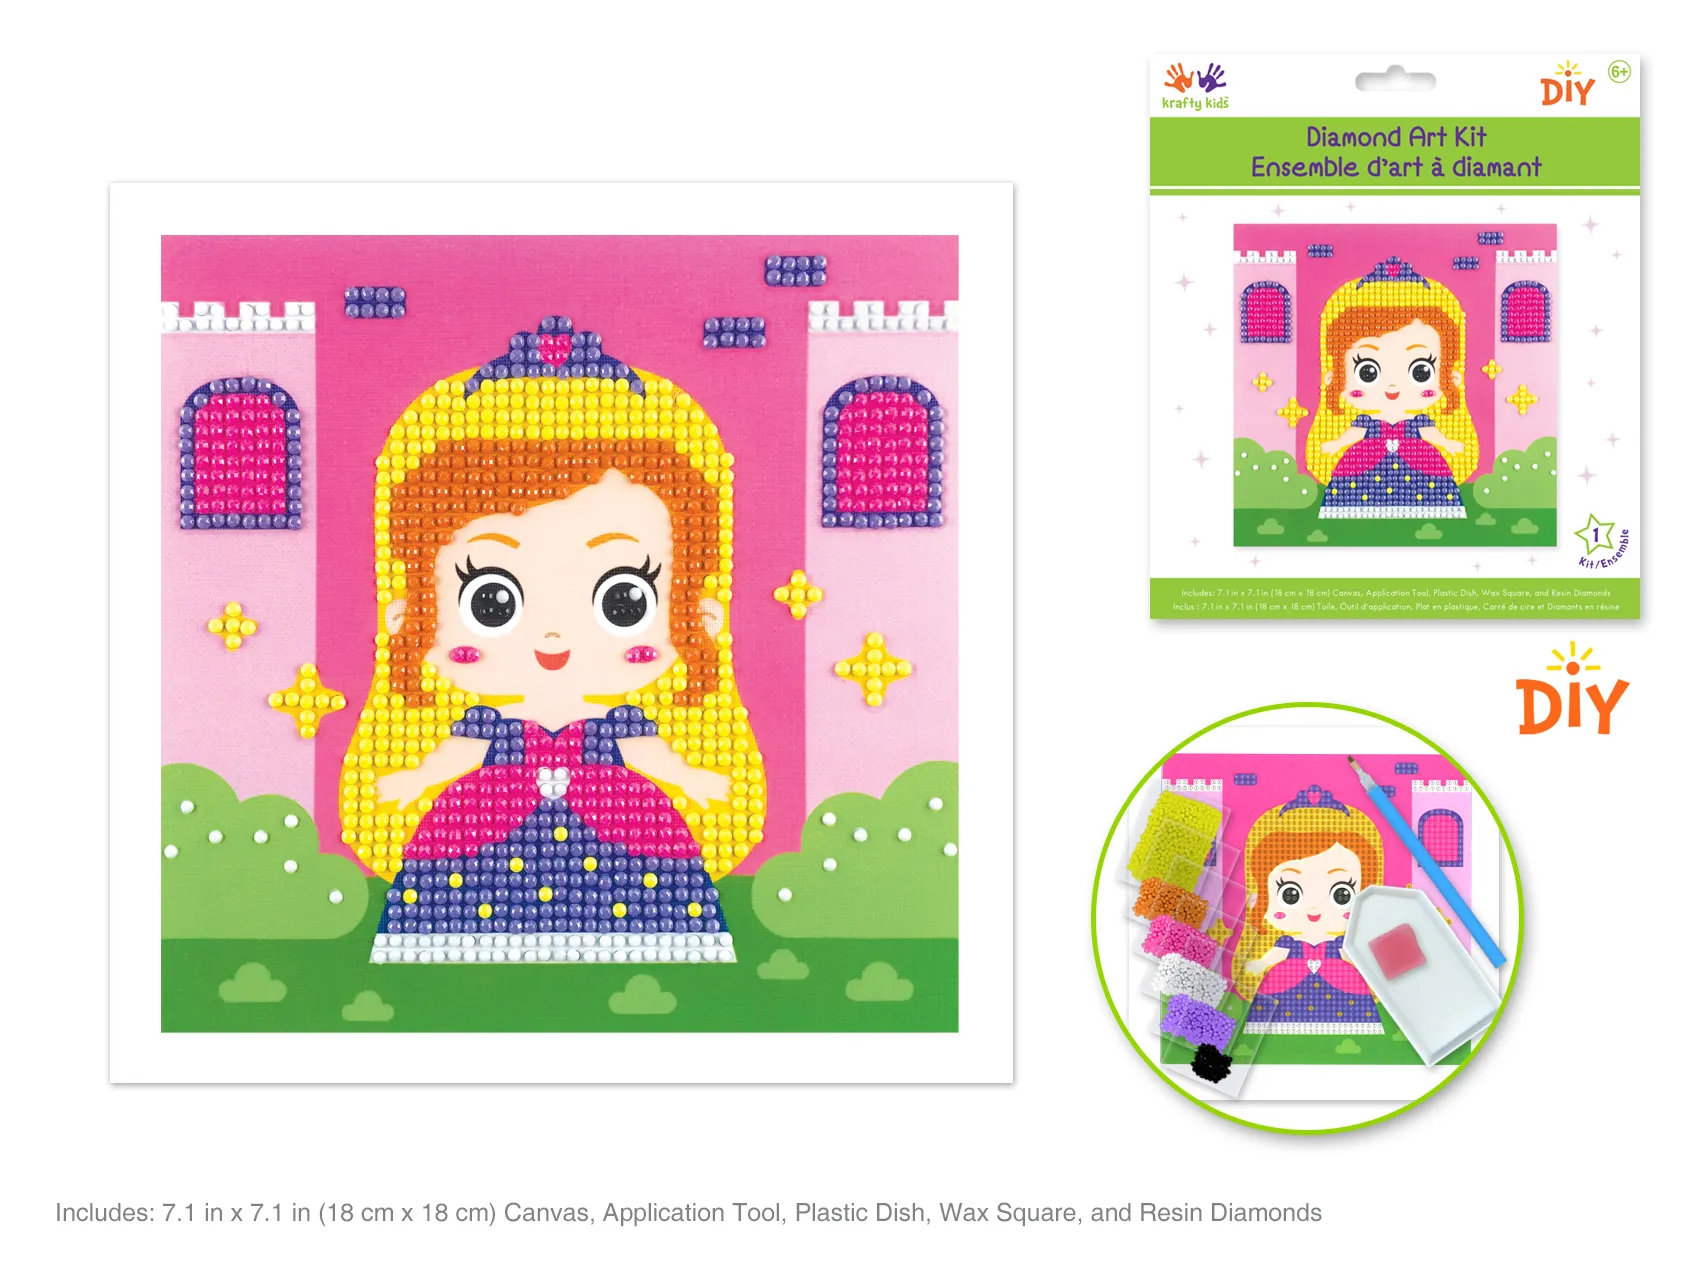 krafty kids™
DiY
6+
Diamond Art Kit
Ensemble d'art à diamant
1
Kit/Ensemble
Includes: 7.1 in x 7.1 in (18 cm x 18 cm) Canvas, Application Tool, Plastic Dish, Wax Square, and Resin Diamonds
Inclus : 7.1 in x 7.1 in (18 cm x 18 cm) Toile, Outil d'application, Plat en plastique, Carré de cire et Diamants en résine
DiY
Includes: 7.1 in x 7.1 in (18 cm x 18 cm) Canvas, Application Tool, Plastic Dish, Wax Square, and Resin Diamonds